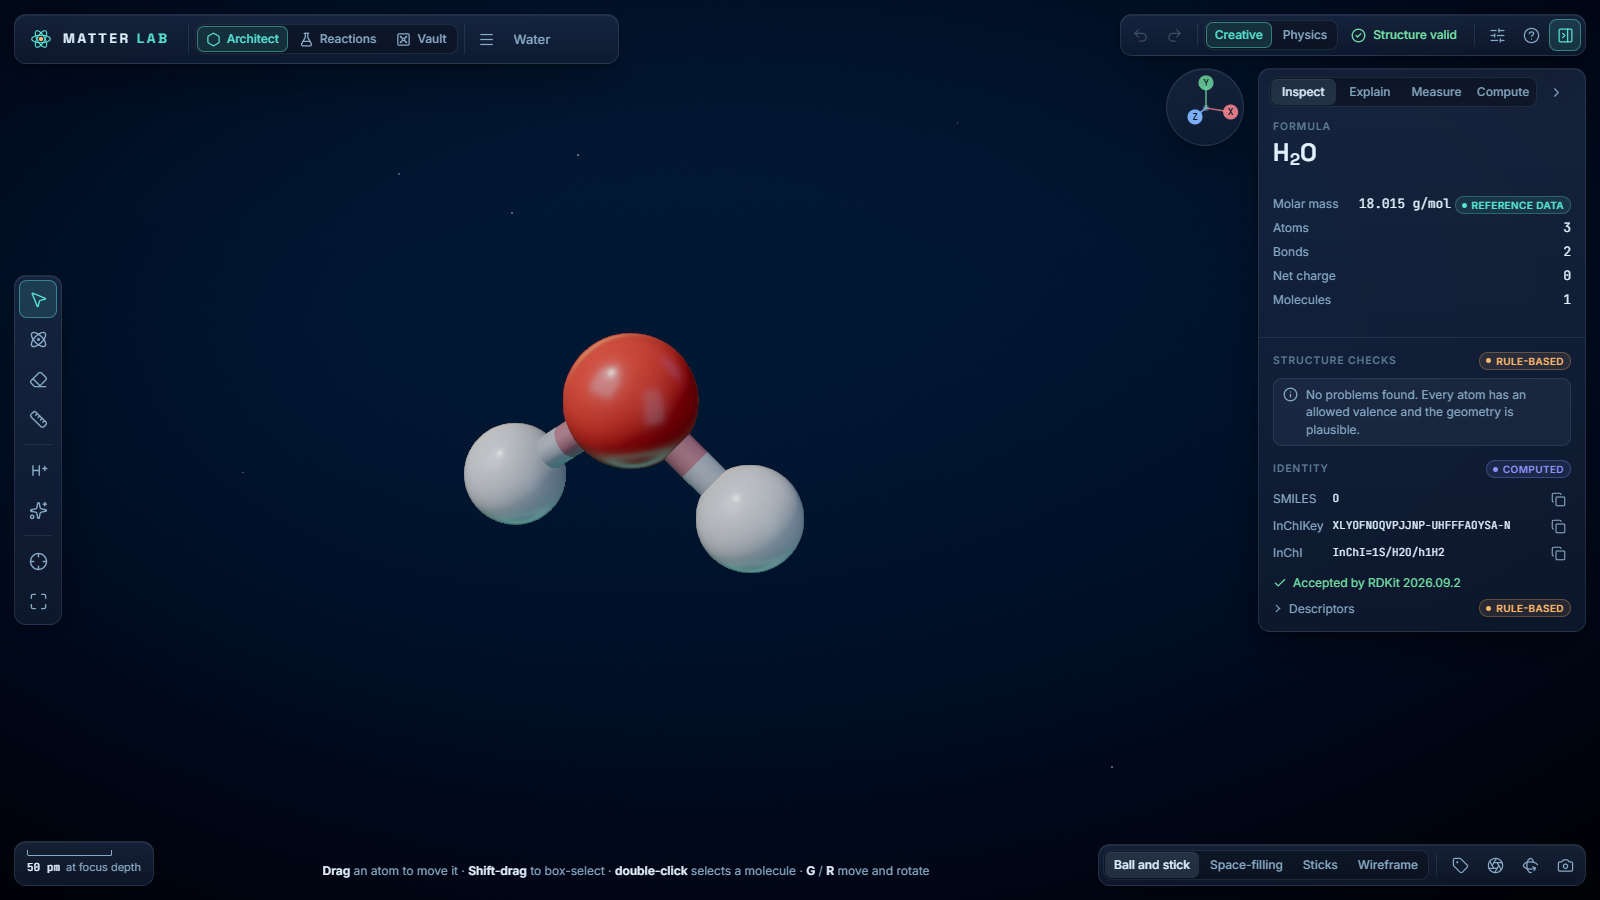 MATTER LAB
Architect
Reactions
Vault
Water
Creative
Physics
Structure valid
Y
X
Z
Inspect
Explain
Measure
Compute
FORMULA
H₂O
Molar mass 18.015 g/mol REFERENCE DATA
Atoms 3
Bonds 2
Net charge 0
Molecules 1
STRUCTURE CHECKS RULE-BASED
No problems found. Every atom has an
allowed valence and the geometry is
plausible.
IDENTITY COMPUTED
SMILES O
InChIKey XLYOFNOQVPJJNP-UHFFFAOYSA-N
InChI InChI=1S/H2O/h1H2
Accepted by RDKit 2026.09.2
Descriptors RULE-BASED
H+
50 pm at focus depth
Drag an atom to move it · Shift-drag to box-select · double-click selects a molecule · G / R move and rotate
Ball and stick
Space-filling
Sticks
Wireframe